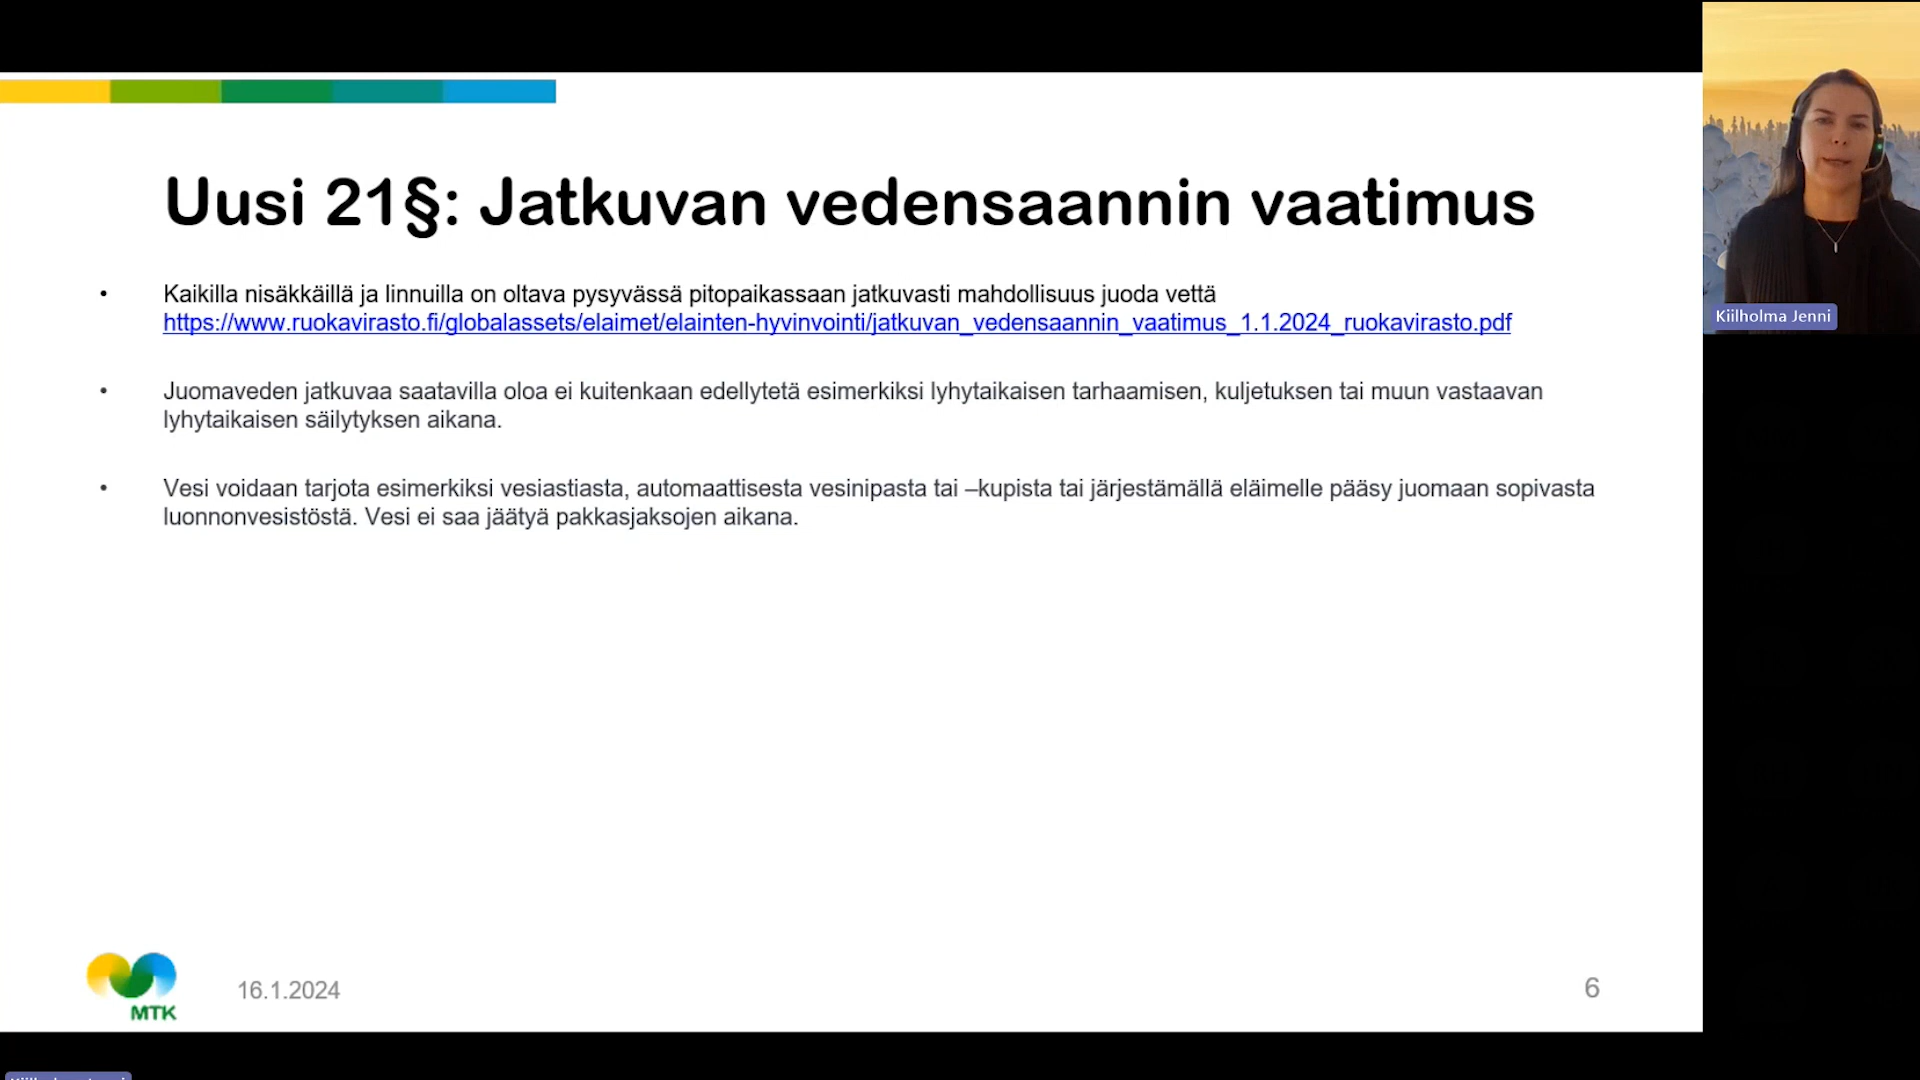 Uusi 21§: Jatkuvan vedensaannin vaatimus
• Kaikilla nisäkkäillä ja linnuilla on oltava pysyvässä pitopaikassaan jatkuvasti mahdollisuus juoda vettä
https://www.ruokavirasto.fi/globalassets/elaimet/elainten-hyvinvointi/jatkuvan_vedensaannin_vaatimus_1.1.2024_ruokavirasto.pdf
• Juomaveden jatkuvaa saatavilla oloa ei kuitenkaan edellytetä esimerkiksi lyhytaikaisen tarhaamisen, kuljetuksen tai muun vastaavan
lyhytaikaisen säilytyksen aikana.
• Vesi voidaan tarjota esimerkiksi vesiastiasta, automaattisesta vesinipasta tai –kupista tai järjestämällä eläimelle pääsy juomaan sopivasta
luonnonvesistöstä. Vesi ei saa jäätyä pakkasjaksojen aikana.
Kiilholma Jenni
MTK
16.1.2024
6